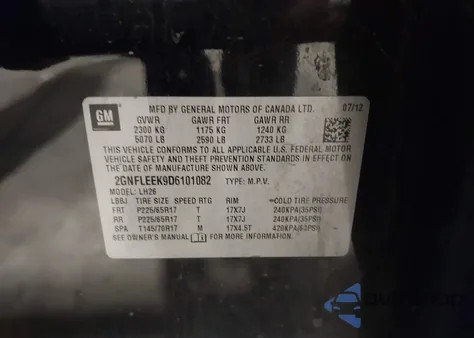 GM
MFD BY GENERAL MOTORS OF CANADA LTD. 07/12
GVWR GAWR FRT GAWR RR
2300 KG 1175 KG 1240 KG
5070 LB 2590 LB 2733 LB
THIS VEHICLE CONFORMS TO ALL APPLICABLE U.S. FEDERAL MOTOR
VEHICLE SAFETY AND THEFT PREVENTION STANDARDS IN EFFECT ON
THE DATE OF MANUFACTURE SHOWN ABOVE.
2GNFLEEK9D6101082 TYPE: M.P.V.
MODEL: LH26
LBBJ TIRE SIZE SPEED RTG RIM COLD TIRE PRESSURE
FRT P225/65R17 T 17X7J 240KPA(35PSI)
RR P225/65R17 T 17X7J 240KPA(35PSI)
SPA T145/70R17 M 17X4.5T 420KPA(63PSI)
SEE OWNER'S MANUAL FOR MORE INFORMATION.